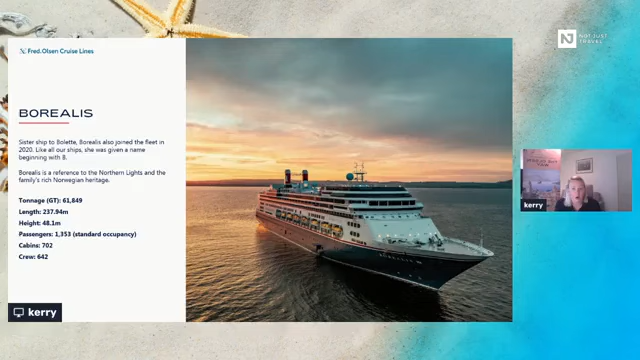 Fred.Olsen Cruise Lines
NOT JUST
TRAVEL
BOREALIS
Sister ship to Bolette, Borealis also joined the fleet in
2020. Like all our ships, she was given a name
beginning with B.
Borealis is a reference to the Northern Lights and the
family's rich Norwegian heritage.
Tonnage (GT): 61,849
Length: 237.94m
Height: 48.1m
Passengers: 1,353 (standard occupancy)
Cabins: 702
Crew: 642
BOREALIS
kerry
kerry